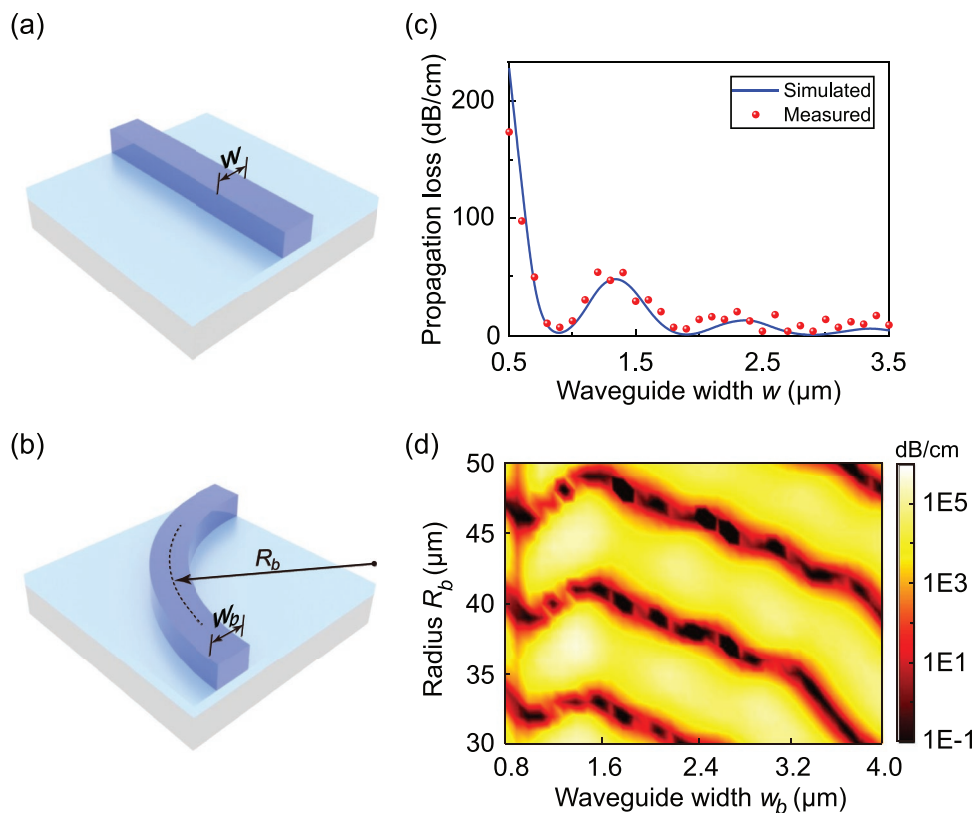 (a)
w
(b)
R_b
w_b
(c)
Propagation loss (dB/cm)
200
100
0
Simulated
Measured
0.5 1.5 2.5 3.5
Waveguide width w (μm)
(d)
Radius R_b (μm)
50
45
40
35
30
0.8 1.6 2.4 3.2 4.0
Waveguide width w_b (μm)
dB/cm
1E5
1E3
1E1
1E-1